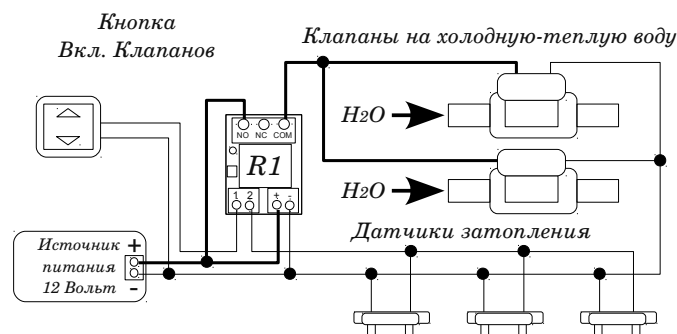 Кнопка
Вкл. Клапанов
Клапаны на холодную-теплую воду
H2O
NO NC COM
R1
H2O
1 2 + -
Датчики затопления
Источник +
питания
12 Вольт -